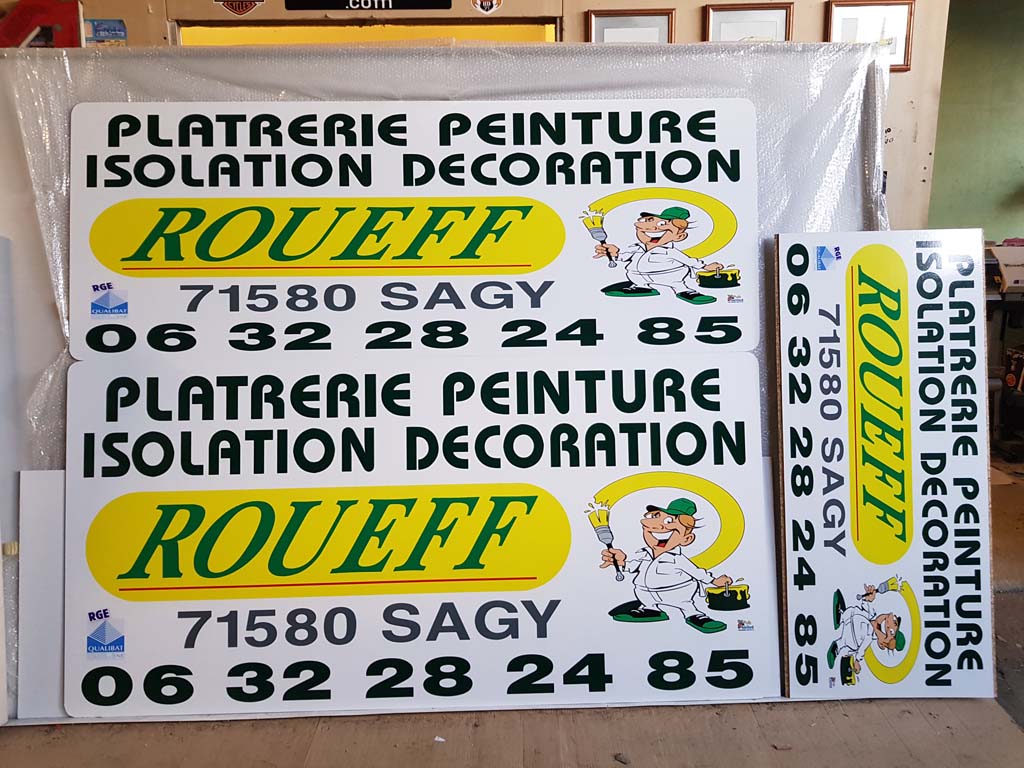 .com
PLATRERIE PEINTURE
ISOLATION DECORATION
ROUEFF
RGE
QUALIBAT
71580 SAGY
06 32 28 24 85
PLATRERIE PEINTURE
ISOLATION DECORATION
ROUEFF
RGE
QUALIBAT
71580 SAGY
06 32 28 24 85
PLATRERIE PEINTURE
ISOLATION DECORATION
ROUEFF
RGE
71580 SAGY
06 32 28 24 85